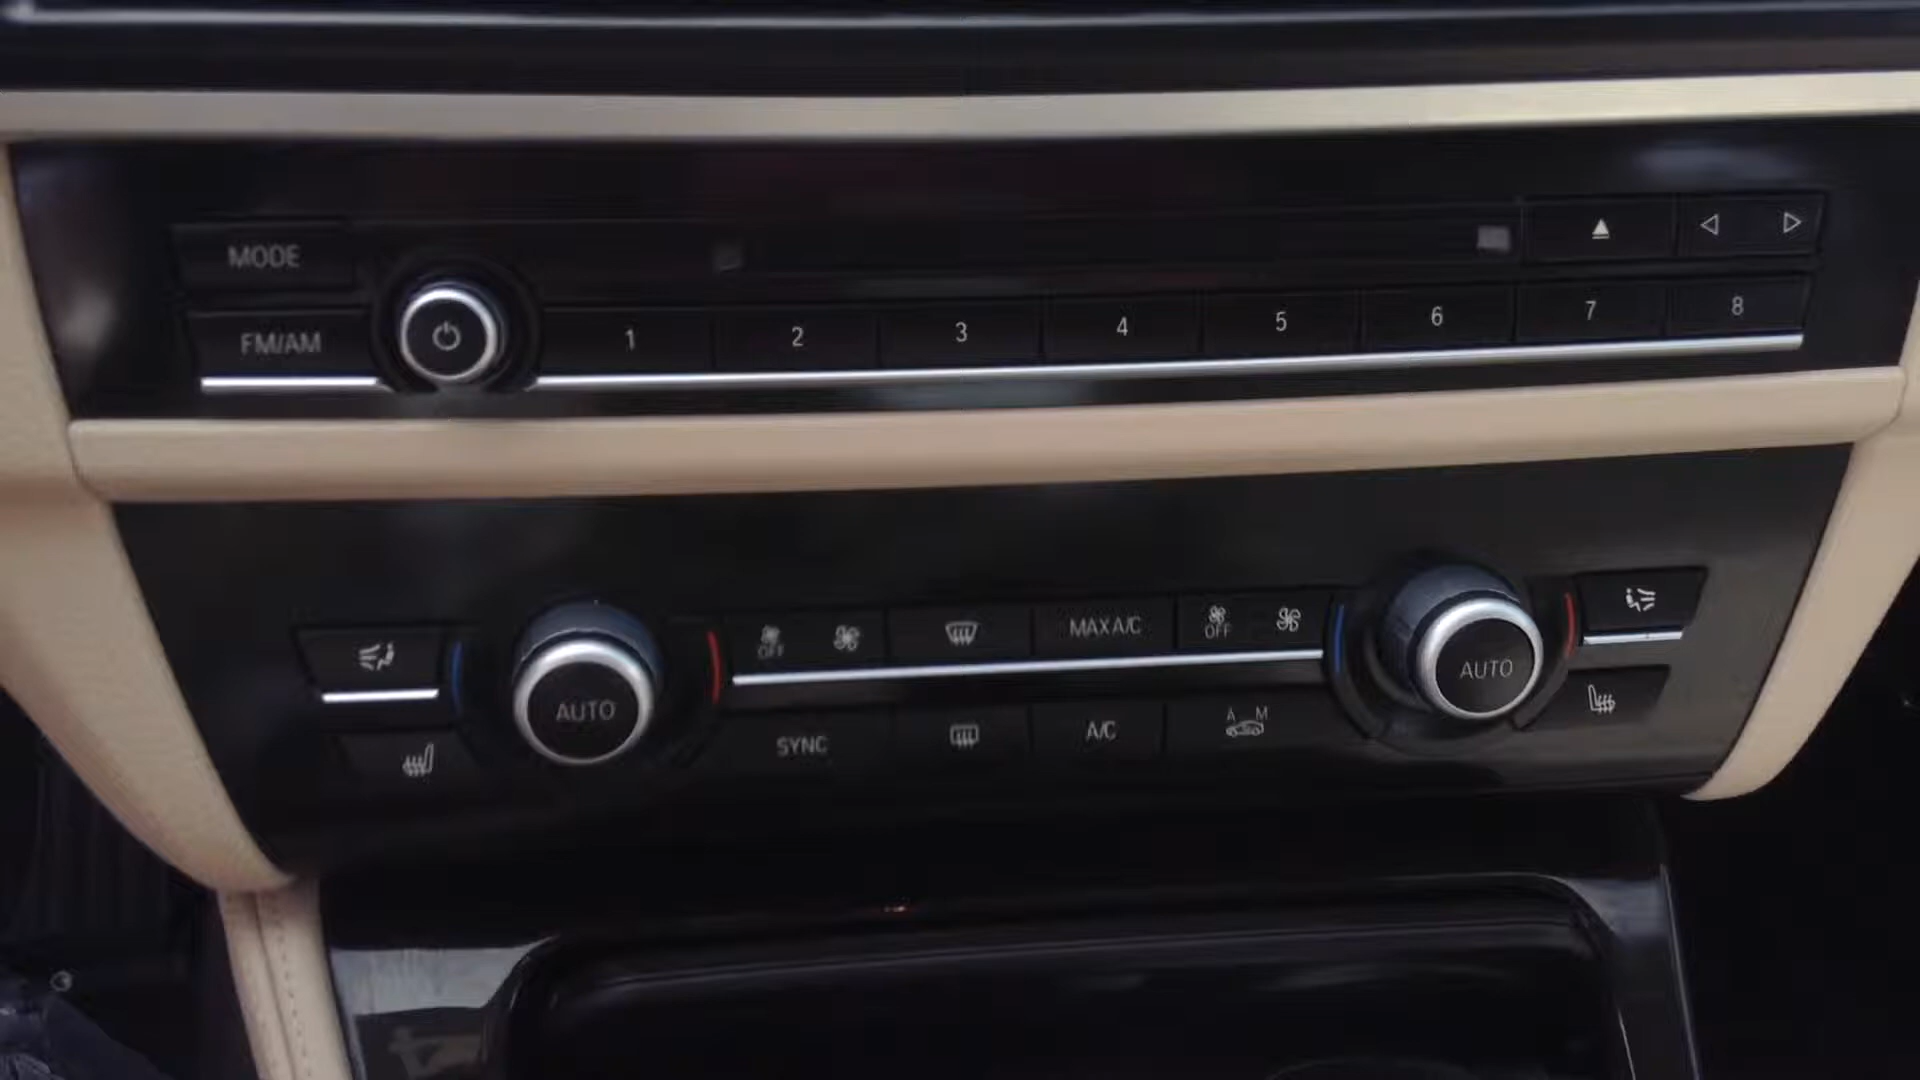 MODE
FM/AM 1 2 3 4 5 6 7 8
OFF MAX A/C OFF
AUTO AUTO
SYNC A/C A M